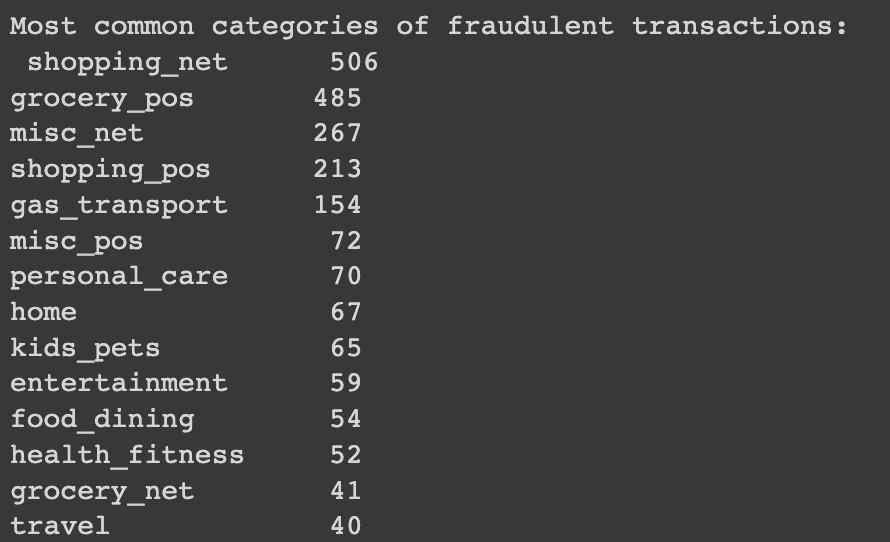 Most common categories of fraudulent transactions:
 shopping_net      506
grocery_pos       485
misc_net          267
shopping_pos      213
gas_transport     154
misc_pos           72
personal_care      70
home               67
kids_pets          65
entertainment      59
food_dining        54
health_fitness     52
grocery_net        41
travel             40